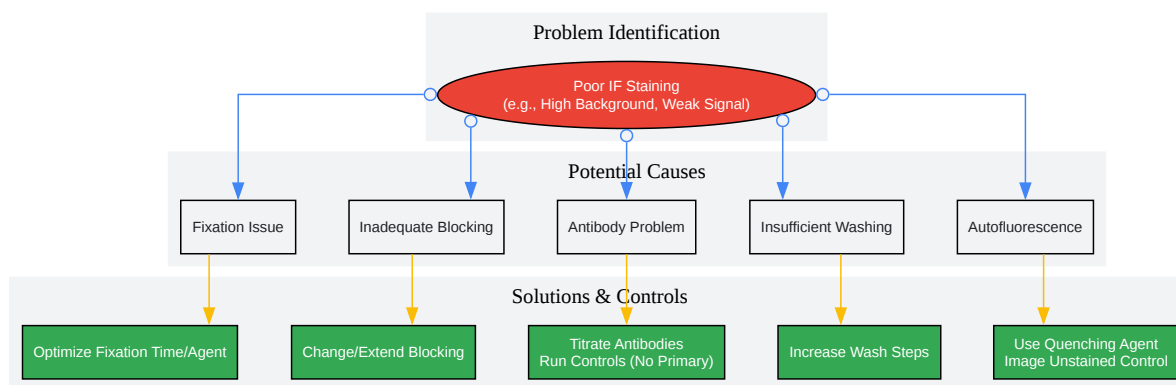 Problem Identification
Poor IF Staining
(e.g., High Background, Weak Signal)
Potential Causes
Fixation Issue
Inadequate Blocking
Antibody Problem
Insufficient Washing
Autofluorescence
Solutions & Controls
Optimize Fixation Time/Agent
Change/Extend Blocking
Titrate Antibodies
Run Controls (No Primary)
Increase Wash Steps
Use Quenching Agent
Image Unstained Control